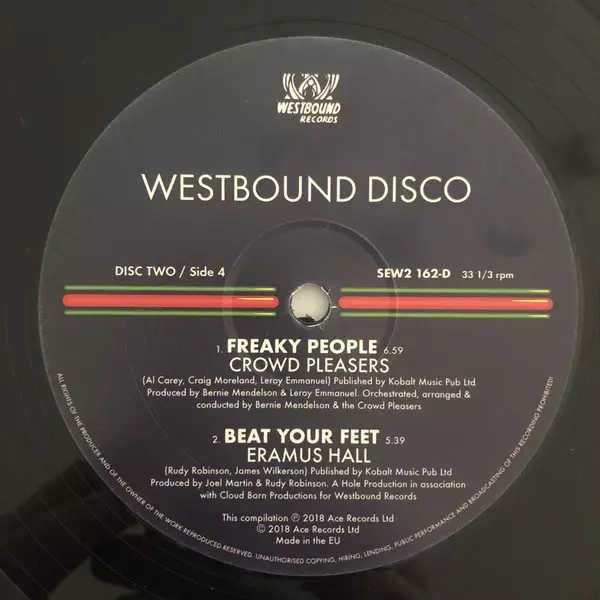 WESTBOUND
RECORDS
WESTBOUND DISCO
DISC TWO / Side 4
SEW2 162-D 33 1/3 rpm
1. FREAKY PEOPLE 6.59
CROWD PLEASERS
(Al Carey, Craig Moreland, Leroy Emmanuel) Published by Kobalt Music Pub Ltd
Produced by Bernie Mendelson & Leroy Emmanuel. Orchestrated, arranged &
conducted by Bernie Mendelson & the Crowd Pleasers
2. BEAT YOUR FEET 5.39
ERAMUS HALL
(Rudy Robinson, James Wilkerson) Published by Kobalt Music Pub Ltd
Produced by Joel Martin & Rudy Robinson. A Hole Production in association
with Cloud Born Productions for Westbound Records
This compilation ℗ 2018 Ace Records Ltd
© 2018 Ace Records Ltd
Made in the EU
ALL RIGHTS OF THE PRODUCER AND OF THE OWNER OF THE WORK REPRODUCED RESERVED. UNAUTHORISED COPYING, HIRING, LENDING, PUBLIC PERFORMANCE AND BROADCASTING OF THIS RECORDING PROHIBITED!